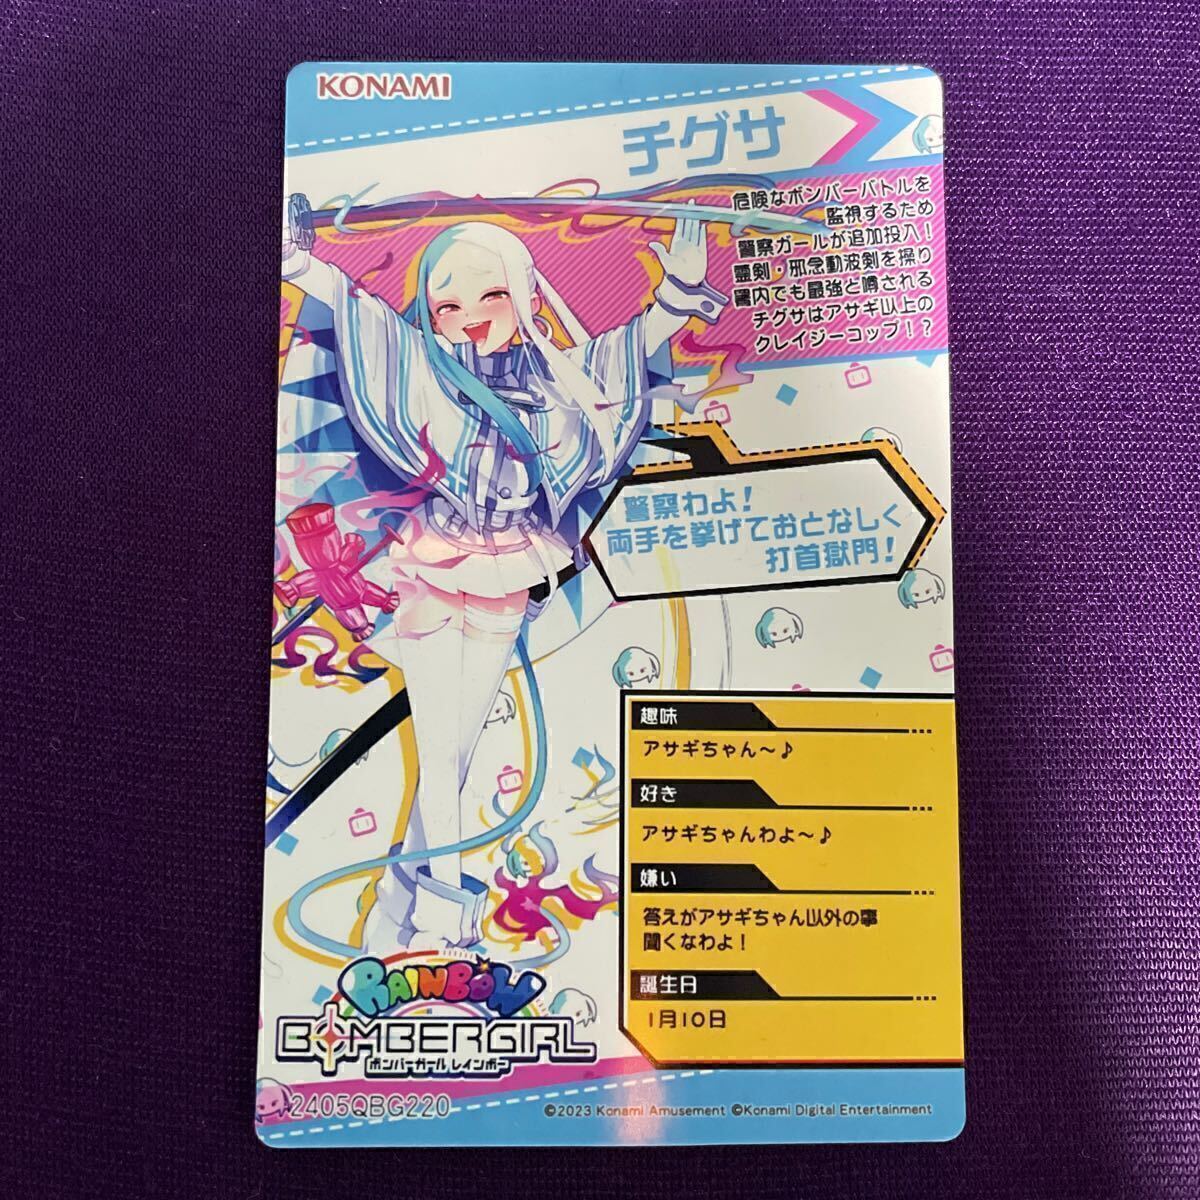 KONAMI
チグサ
危険なボンバーバトルを
監視するため
警察ガールが追加投入！
霊剣・邪念動波剣を操り
署内でも最強と噂される
チグサはアサギ以上の
クレイジーコップ！？
警察わよ！
両手を挙げておとなしく
打首獄門！
趣味
アサギちゃん～♪
好き
アサギちゃんわよ～♪
嫌い
答えがアサギちゃん以外の事
聞くなわよ！
誕生日
1月10日
RAINBOW
BOMBERGIRL
ボンバーガール レインボー
2405QBG220
©2023 Konami Amusement ©Konami Digital Entertainment